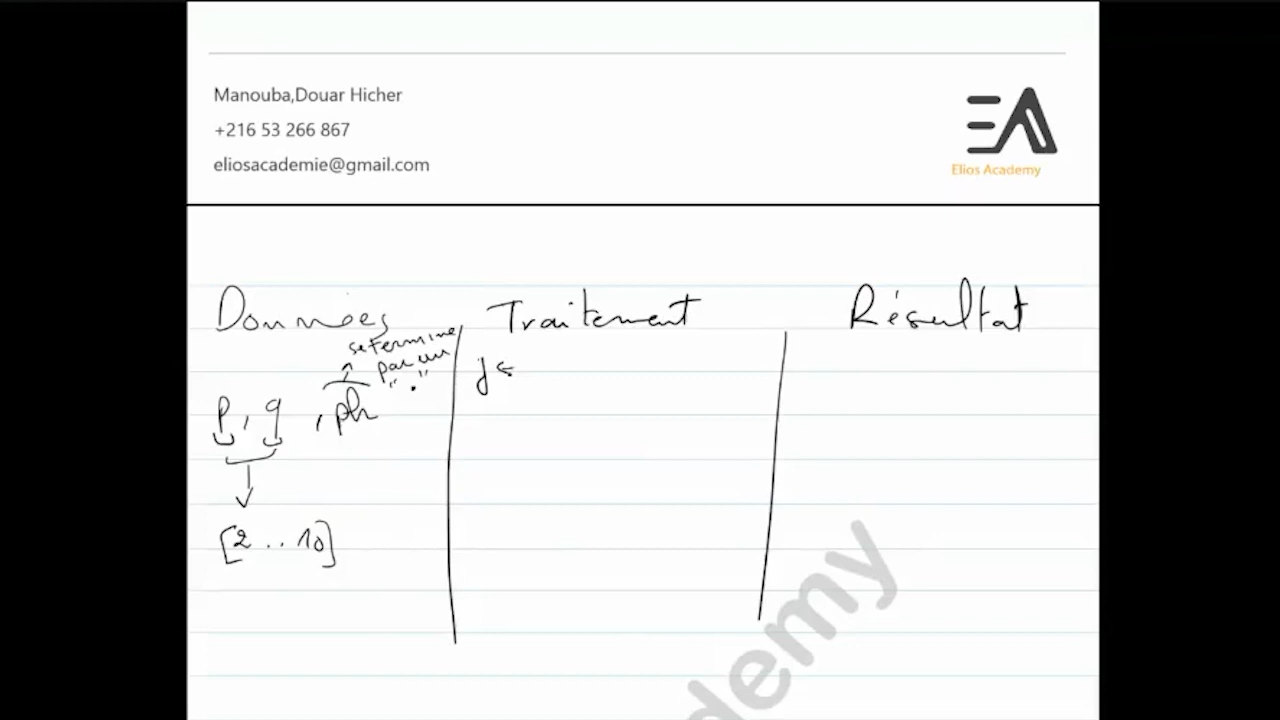 Manouba,Douar Hicher
+216 53 266 867
eliosacademie@gmail.com
Elios Academy
Données Traitement Résultat
se termine
par un
"."
p, q , ph
[2 .. 10]
demy